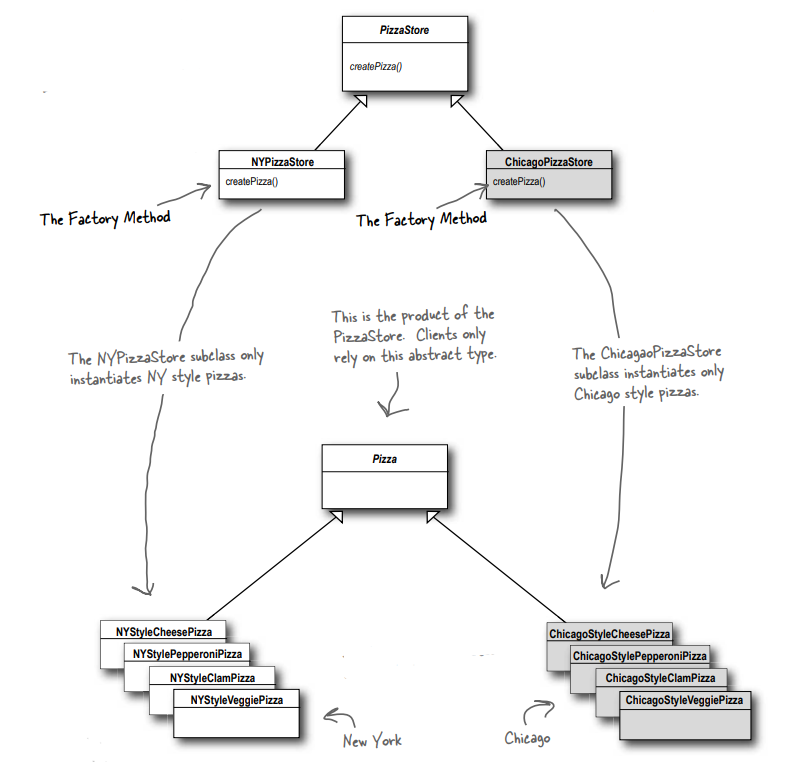 PizzaStore
createPizza()
NYPizzaStore
createPizza()
ChicagoPizzaStore
createPizza()
The Factory Method
The Factory Method
This is the product of the
PizzaStore. Clients only
rely on this abstract type.
The NYPizzaStore subclass only
instantiates NY style pizzas.
The ChicagaoPizzaStore
subclass instantiates only
Chicago style pizzas.
Pizza
NYStyleCheesePizza
NYStylePepperoniPizza
NYStyleClamPizza
NYStyleVeggiePizza
ChicagoStyleCheesePizza
ChicagoStylePepperoniPizza
ChicagoStyleClamPizza
ChicagoStyleVeggiePizza
New York
Chicago